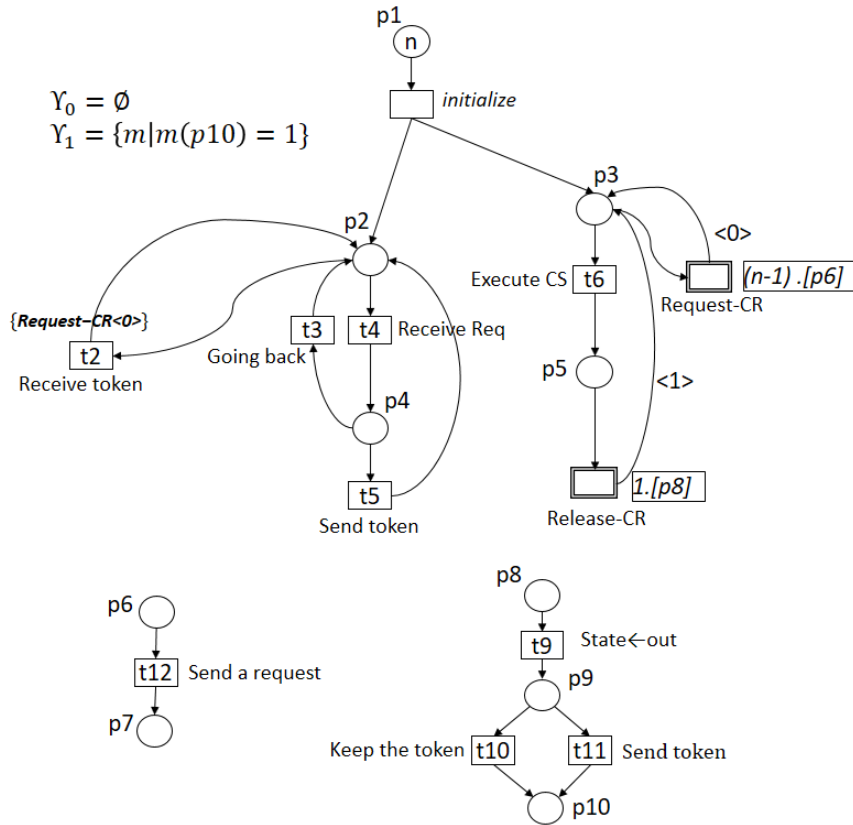 p1
n
initialize
ϒ₀ = ∅
ϒ₁ = {m|m(p10) = 1}
p3
p2
<0>
Execute CS
t6
(n-1) .[p6]
Request-CR
{Request–CR<0>}
t3
t4
Receive Req
t2
Going back
Receive token
p5
<1>
p4
t5
1.[p8]
Send token
Release-CR
p8
p6
t9
State←out
t12
Send a request
p9
p7
Keep the token
t10
t11
Send token
p10